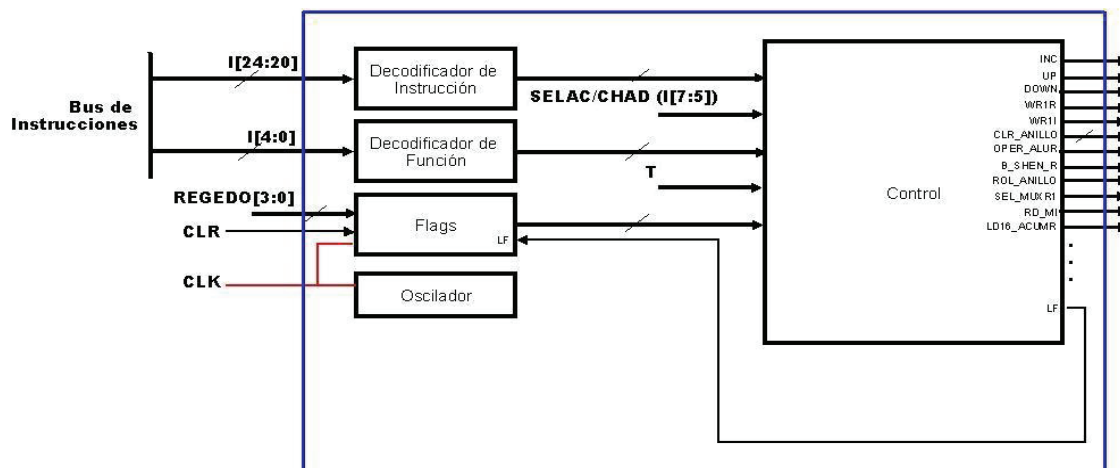 Bus de
Instrucciones
I[24:20]
I[4:0]
REGEDO[3:0]
CLR
CLK
Decodificador de
Instrucción
Decodificador de
Función
Flags
LF
Oscilador
SELAC/CHAD (I[7:5])
T
Control
INC
UP
DOWN
WR1R
WR1I
CLR_ANILLO
OPER_ALUR
B_SHEN_R
ROL_ANILLO
SEL_MUXR1
RD_MI
LD16_ACUMR
LF